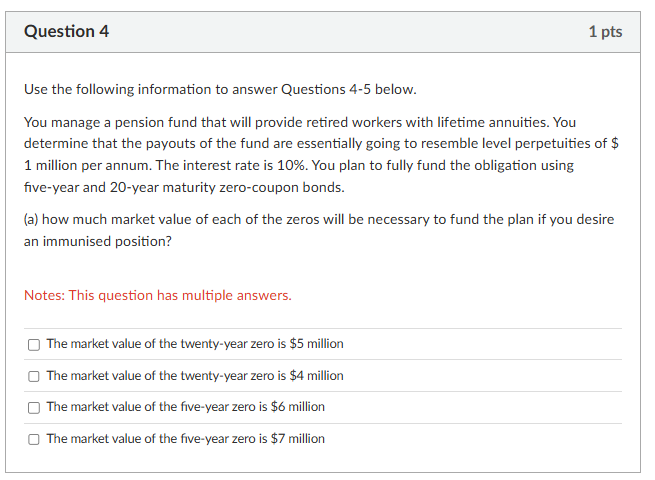 Question 4
1 pts
Use the following information to answer Questions 4-5 below.
You manage a pension fund that will provide retired workers with lifetime annuities. You
determine that the payouts of the fund are essentially going to resemble level perpetuities of $
1 million per annum. The interest rate is 10%. You plan to fully fund the obligation using
five-year and 20-year maturity zero-coupon bonds.
(a) how much market value of each of the zeros will be necessary to fund the plan if you desire
an immunised position?
Notes: This question has multiple answers.
The market value of the twenty-year zero is $5 million
The market value of the twenty-year zero is $4 million
The market value of the five-year zero is $6 million
The market value of the five-year zero is $7 million